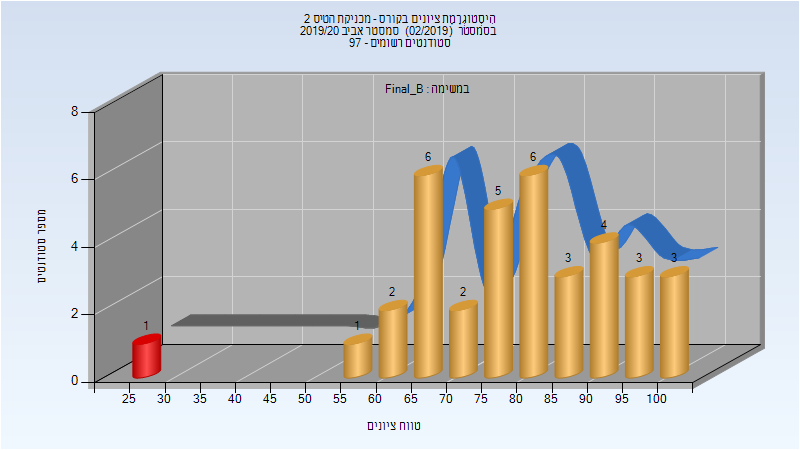 היסטוגרמת ציונים בקורס - מכניקת הטיס 2
בסמסטר (02/2019) סמסטר אביב 2019/20
סטודנטים רשומים - 97
במשימה : Final_B
מספר סטודנטים
8
6
4
2
0
1
1
2
6
2
5
6
3
4
3
3
25 30 35 40 45 50 55 60 65 70 75 80 85 90 95 100
טווח ציונים